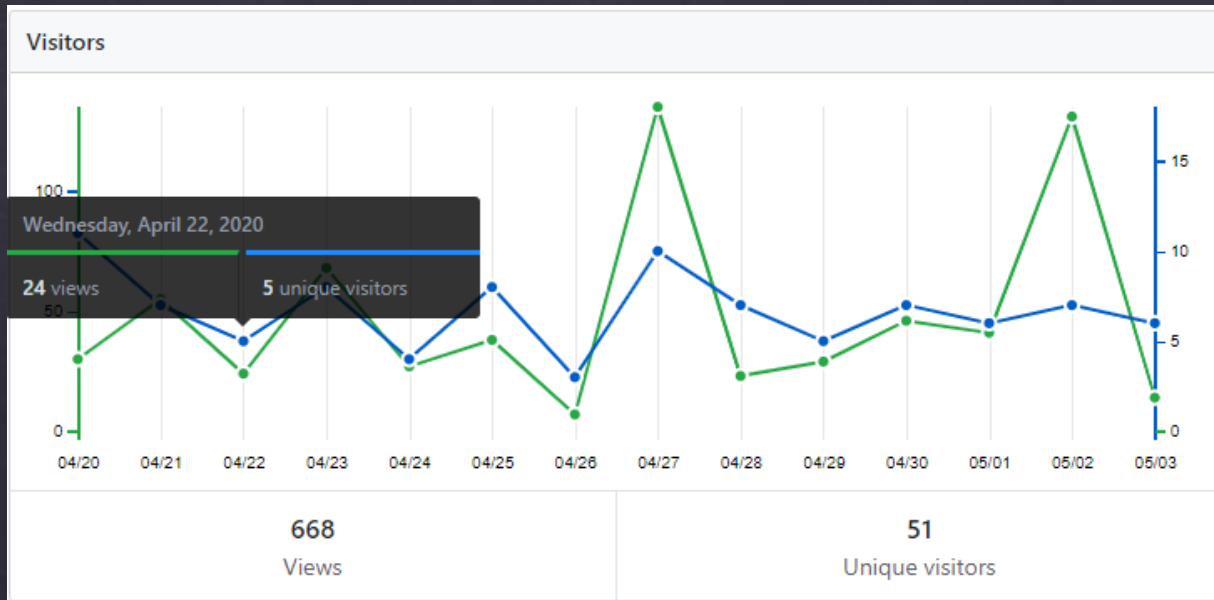 Visitors
100
50
0
15
10
5
0
Wednesday, April 22, 2020
24 views
5 unique visitors
04/20 04/21 04/22 04/23 04/24 04/25 04/26 04/27 04/28 04/29 04/30 05/01 05/02 05/03
668
Views
51
Unique visitors